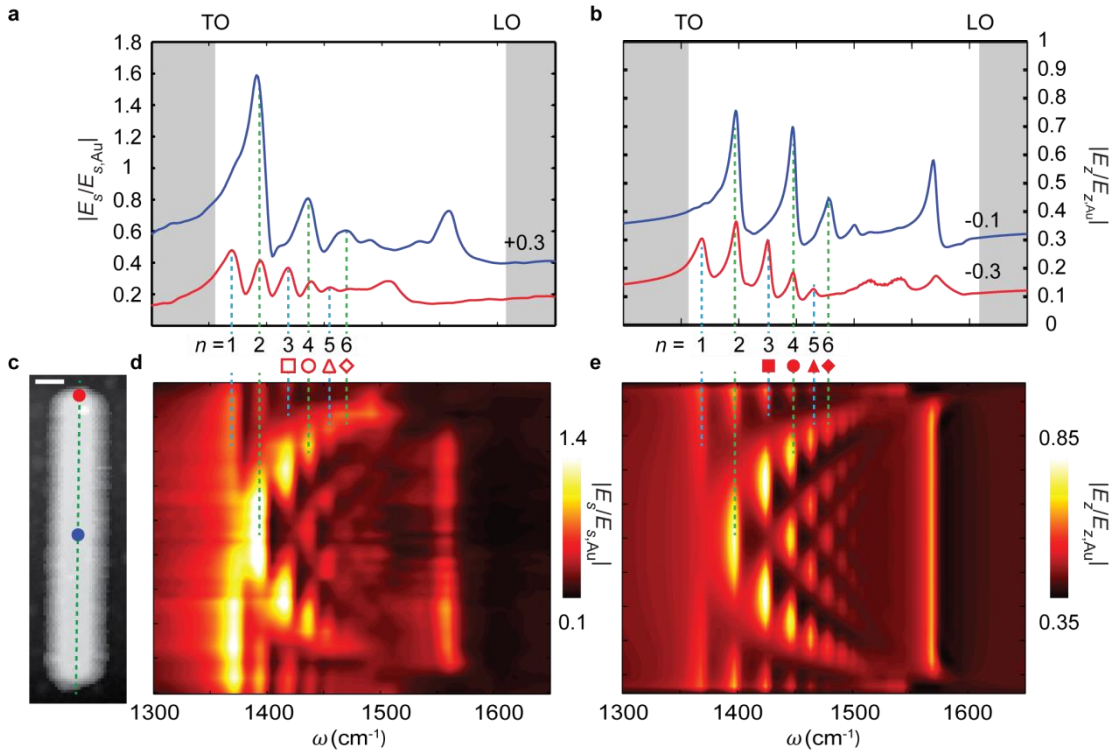 a TO LO
b TO LO
1.8
1.6
1.4
1.2
1
0.8
0.6
0.4
0.2
|E_s/E_s,Au|
+0.3
1
0.9
0.8
0.7
0.6
0.5
0.4
0.3
0.2
0.1
0
|E_z/E_z,Au|
-0.1
-0.3
n = 1 2 3 4 5 6
n = 1 2 3 4 5 6
c
d
1.4
0.1
|E_s/E_s,Au|
e
0.85
0.35
|E_z/E_z,Au|
1300 1400 1500 1600
ω(cm⁻¹)
1300 1400 1500 1600
ω(cm⁻¹)